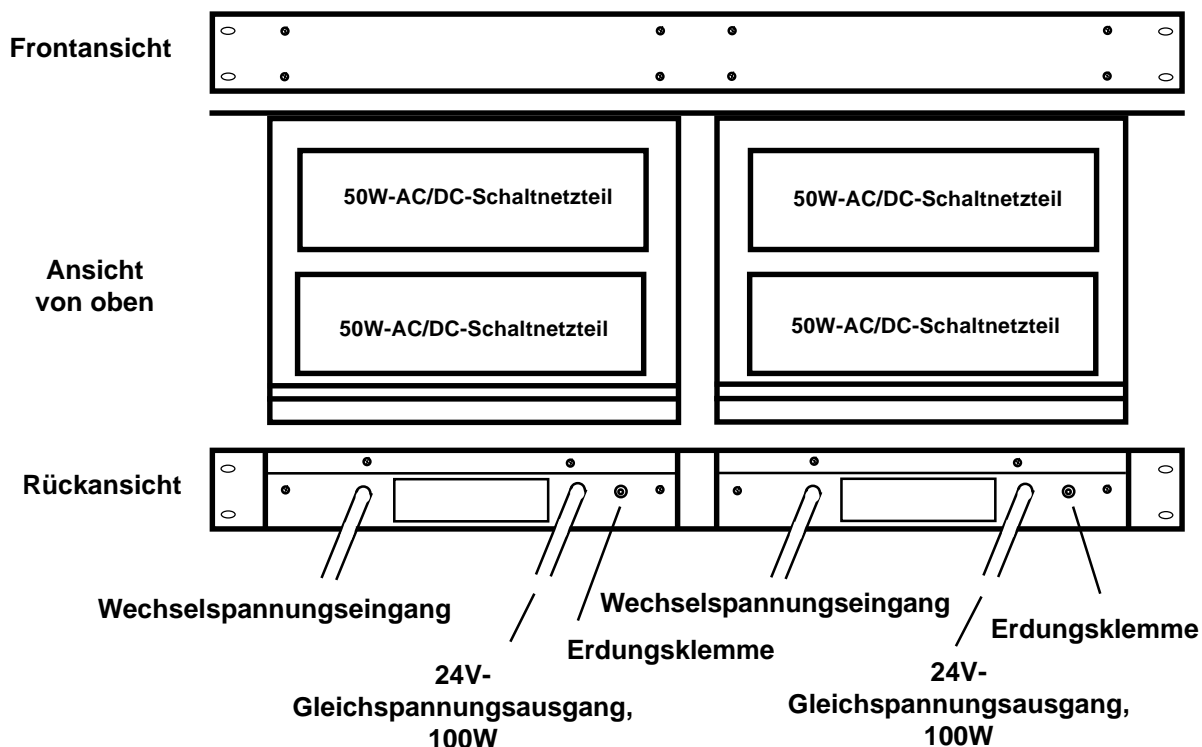 Frontansicht
50W-AC/DC-Schaltnetzteil
50W-AC/DC-Schaltnetzteil
Ansicht
von oben
50W-AC/DC-Schaltnetzteil
50W-AC/DC-Schaltnetzteil
Rückansicht
Wechselspannungseingang
Wechselspannungseingang
Erdungsklemme
Erdungsklemme
24V-
Gleichspannungsausgang,
100W
24V-
Gleichspannungsausgang,
100W